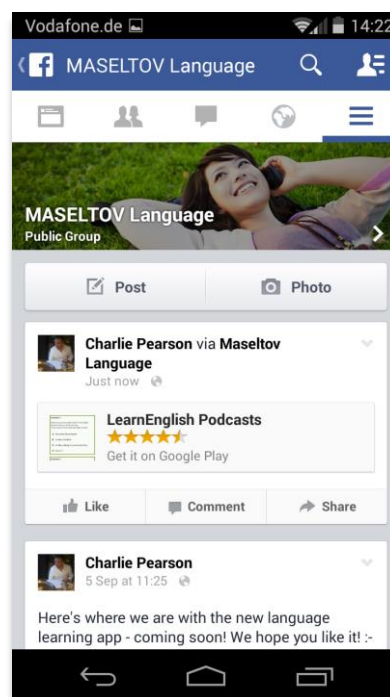 Vodafone.de 14:22
MASELTOV Language
MASELTOV Language
Public Group
Post Photo
Charlie Pearson via Maseltov
Language
Just now
LearnEnglish Podcasts
Get it on Google Play
Like Comment Share
Charlie Pearson
5 Sep at 11:25
Here's where we are with the new language
learning app - coming soon! We hope you like it! :-